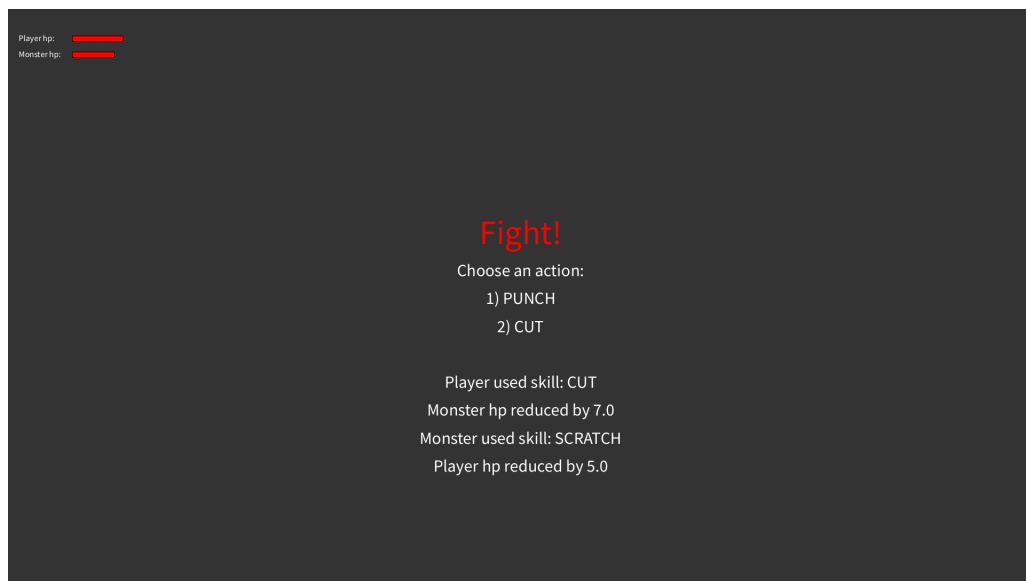 Player hp:
Monster hp:
Fight!
Choose an action:
1) PUNCH
2) CUT
Player used skill: CUT
Monster hp reduced by 7.0
Monster used skill: SCRATCH
Player hp reduced by 5.0